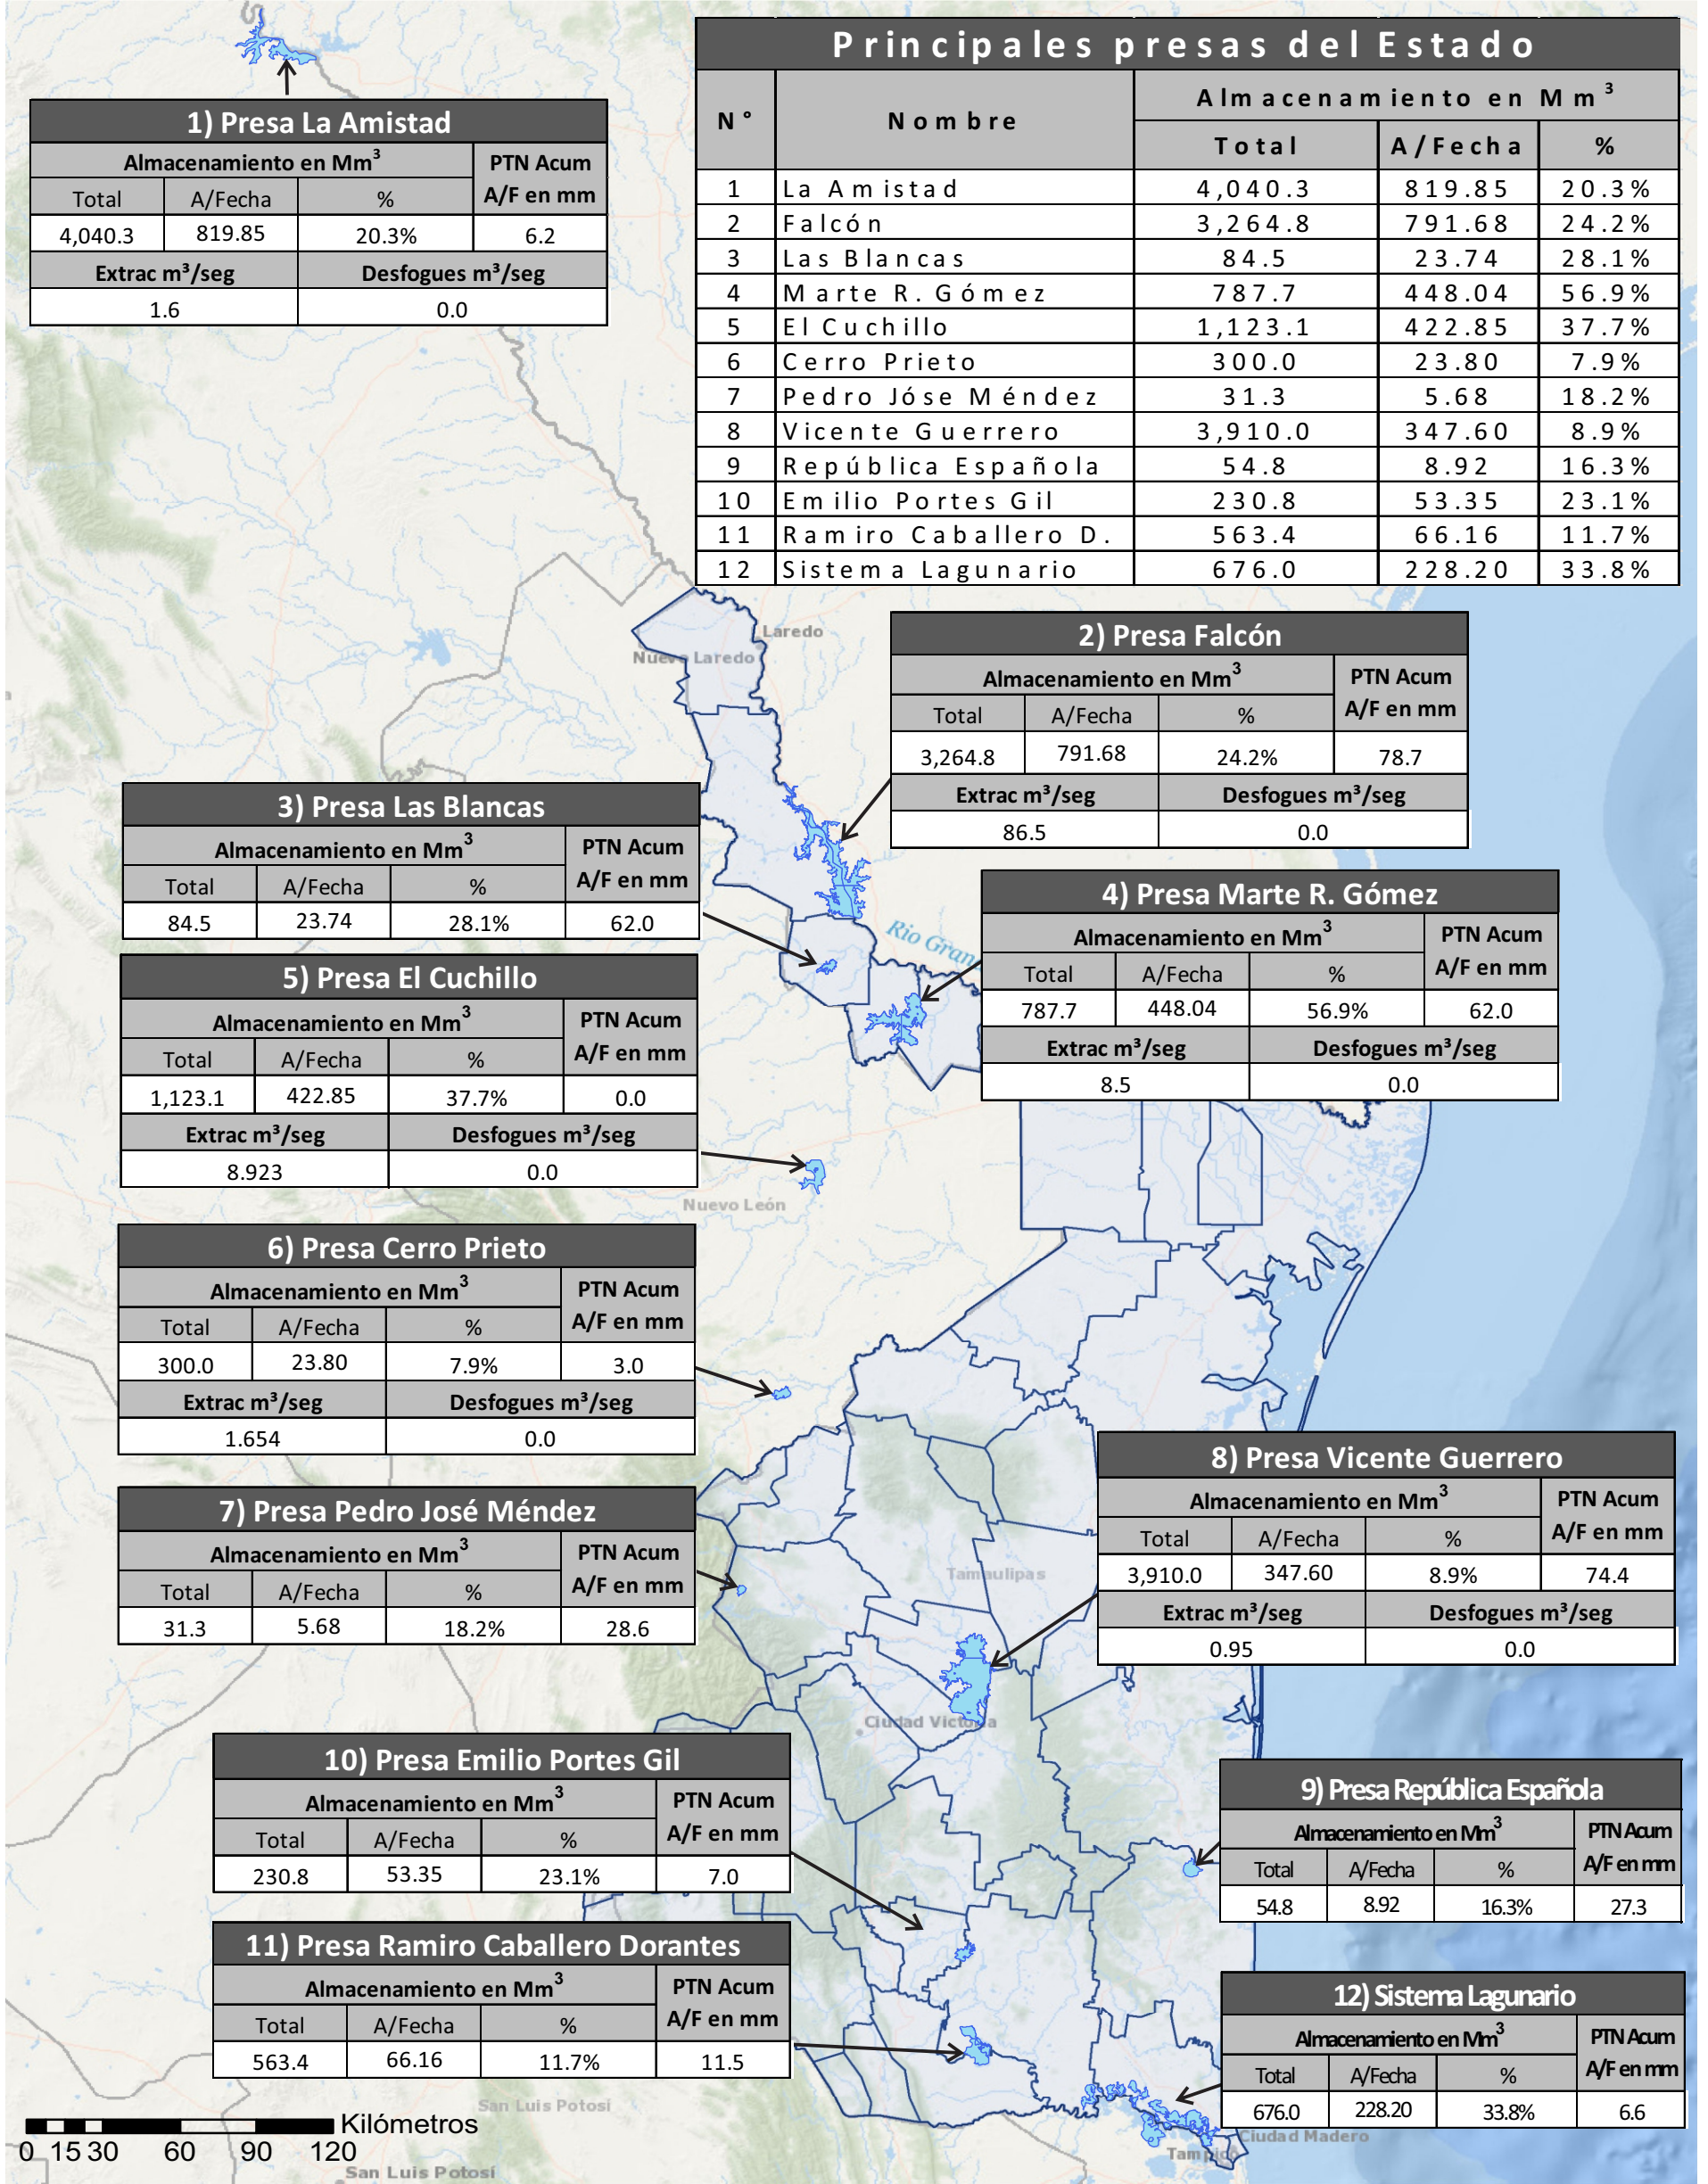 Principales presas del Estado
N° Nombre Almacenamiento en Mm³
Total A/Fecha %
1 La Amistad 4,040.3 819.85 20.3%
2 Falcón 3,264.8 791.68 24.2%
3 Las Blancas 84.5 23.74 28.1%
4 Marte R. Gómez 787.7 448.04 56.9%
5 El Cuchillo 1,123.1 422.85 37.7%
6 Cerro Prieto 300.0 23.80 7.9%
7 Pedro Jóse Méndez 31.3 5.68 18.2%
8 Vicente Guerrero 3,910.0 347.60 8.9%
9 República Española 54.8 8.92 16.3%
10 Emilio Portes Gil 230.8 53.35 23.1%
11 Ramiro Caballero D. 563.4 66.16 11.7%
12 Sistema Lagunario 676.0 228.20 33.8%
1) Presa La Amistad
Almacenamiento en Mm³ PTN Acum
Total A/Fecha % A/F en mm
4,040.3 819.85 20.3% 6.2
Extrac m³/seg Desfogues m³/seg
1.6 0.0
Laredo
Nuevo Laredo
2) Presa Falcón
Almacenamiento en Mm³ PTN Acum
Total A/Fecha % A/F en mm
3,264.8 791.68 24.2% 78.7
Extrac m³/seg Desfogues m³/seg
86.5 0.0
3) Presa Las Blancas
Almacenamiento en Mm³ PTN Acum
Total A/Fecha % A/F en mm
84.5 23.74 28.1% 62.0
Rio Gran
4) Presa Marte R. Gómez
Almacenamiento en Mm³ PTN Acum
Total A/Fecha % A/F en mm
787.7 448.04 56.9% 62.0
Extrac m³/seg Desfogues m³/seg
8.5 0.0
5) Presa El Cuchillo
Almacenamiento en Mm³ PTN Acum
Total A/Fecha % A/F en mm
1,123.1 422.85 37.7% 0.0
Extrac m³/seg Desfogues m³/seg
8.923 0.0
Nuevo León
6) Presa Cerro Prieto
Almacenamiento en Mm³ PTN Acum
Total A/Fecha % A/F en mm
300.0 23.80 7.9% 3.0
Extrac m³/seg Desfogues m³/seg
1.654 0.0
7) Presa Pedro José Méndez
Almacenamiento en Mm³ PTN Acum
Total A/Fecha % A/F en mm
31.3 5.68 18.2% 28.6
Tamaulipas
8) Presa Vicente Guerrero
Almacenamiento en Mm³ PTN Acum
Total A/Fecha % A/F en mm
3,910.0 347.60 8.9% 74.4
Extrac m³/seg Desfogues m³/seg
0.95 0.0
Ciudad Victoria
10) Presa Emilio Portes Gil
Almacenamiento en Mm³ PTN Acum
Total A/Fecha % A/F en mm
230.8 53.35 23.1% 7.0
9) Presa República Española
Almacenamiento en Mm³ PTN Acum
Total A/Fecha % A/F en mm
54.8 8.92 16.3% 27.3
11) Presa Ramiro Caballero Dorantes
Almacenamiento en Mm³ PTN Acum
Total A/Fecha % A/F en mm
563.4 66.16 11.7% 11.5
12) Sistema Lagunario
Almacenamiento en Mm³ PTN Acum
Total A/Fecha % A/F en mm
676.0 228.20 33.8% 6.6
San Luis Potosi
Ciudad Madero
Tampico
Kilómetros
0 15 30 60 90 120
San Luis Potosí